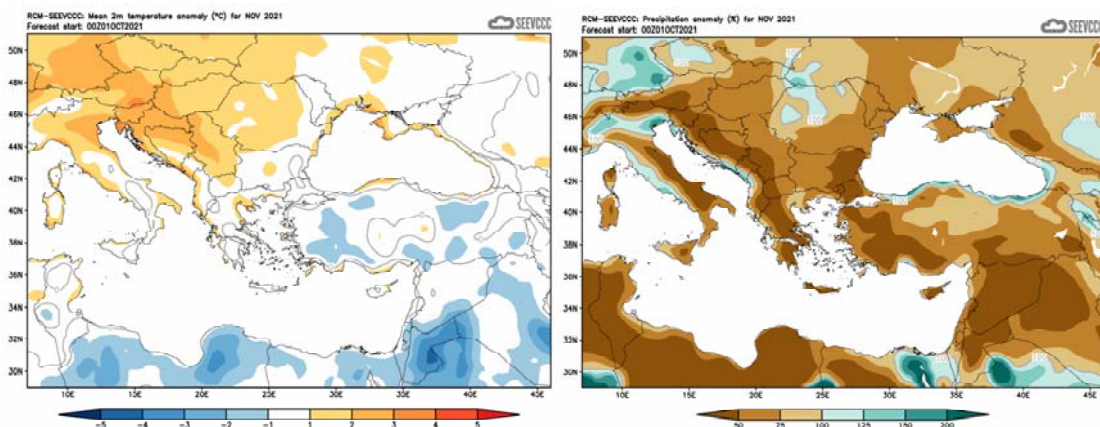 RCM-SEEVCCC: Mean 2m temperature anomaly (°C) for NOV 2021
Forecast start: 00Z01OCT2021
SEEVCCC
50N
48N
46N
44N
42N
40N
38N
36N
34N
32N
30N
10E 15E 20E 25E 30E 35E 40E 45E
-5 -4 -3 -2 -1 1 2 3 4 5
RCM-SEEVCCC: Precipitation anomaly (%) for NOV 2021
Forecast start: 00Z01OCT2021
SEEVCCC
50N
48N
46N
44N
42N
40N
38N
36N
34N
32N
30N
10E 15E 20E 25E 30E 35E 40E 45E
50 75 100 125 150 200